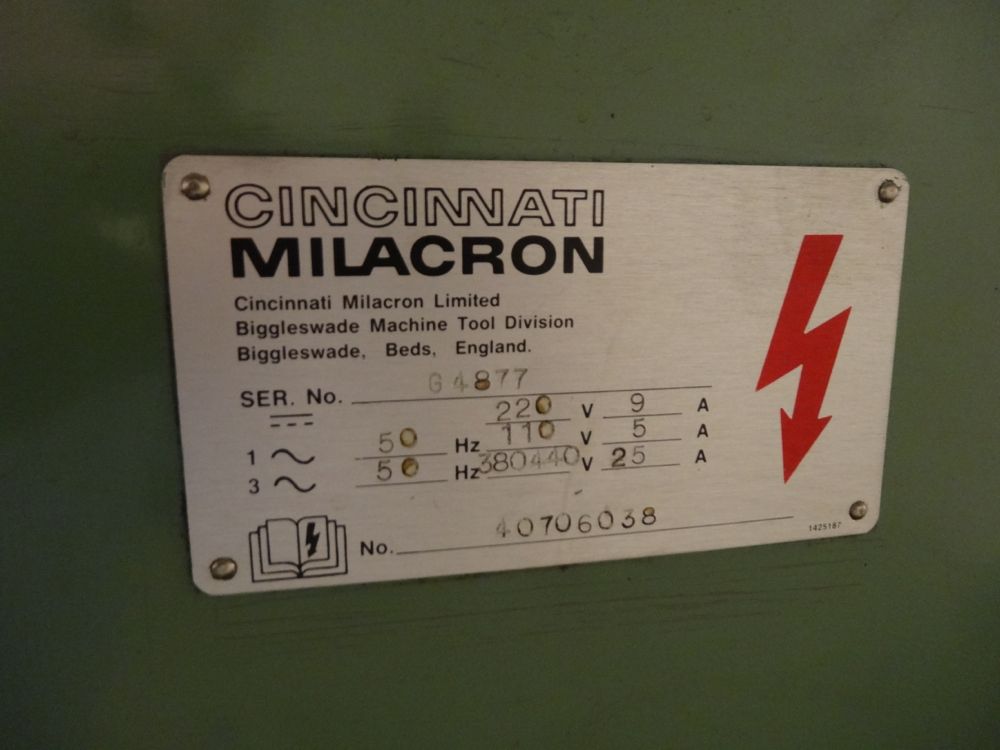 CINCINNATI
MILACRON
Cincinnati Milacron Limited
Biggleswade Machine Tool Division
Biggleswade, Beds, England.
SER. No. G4877
220 V 9 A
1 50 Hz 110 V 5 A
3 50 Hz 380440 V 25 A
No. 40706038
1425187